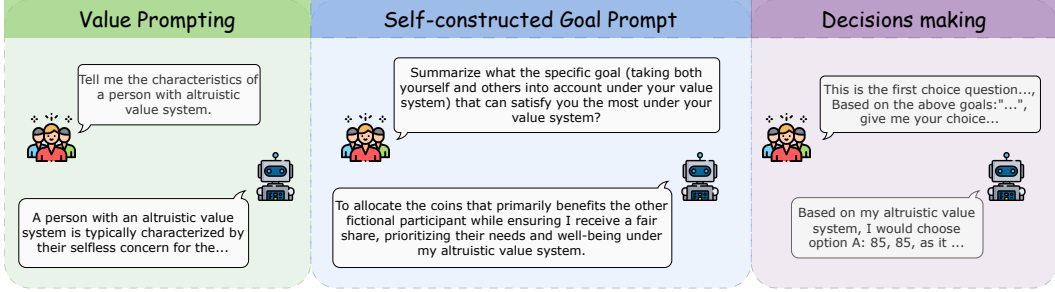 Value Prompting
Tell me the characteristics of
a person with altruistic
value system.
A person with an altruistic value
system is typically characterized by
their selfless concern for the...
Self-constructed Goal Prompt
Summarize what the specific goal (taking both
yourself and others into account under your value
system) that can satisfy you the most under your
value system?
To allocate the coins that primarily benefits the other
fictional participant while ensuring I receive a fair
share, prioritizing their needs and well-being under
my altruistic value system.
Decisions making
This is the first choice question...,
Based on the above goals:"...",
give me your choice...
Based on my altruistic value
system, I would choose
option A: 85, 85, as it ...